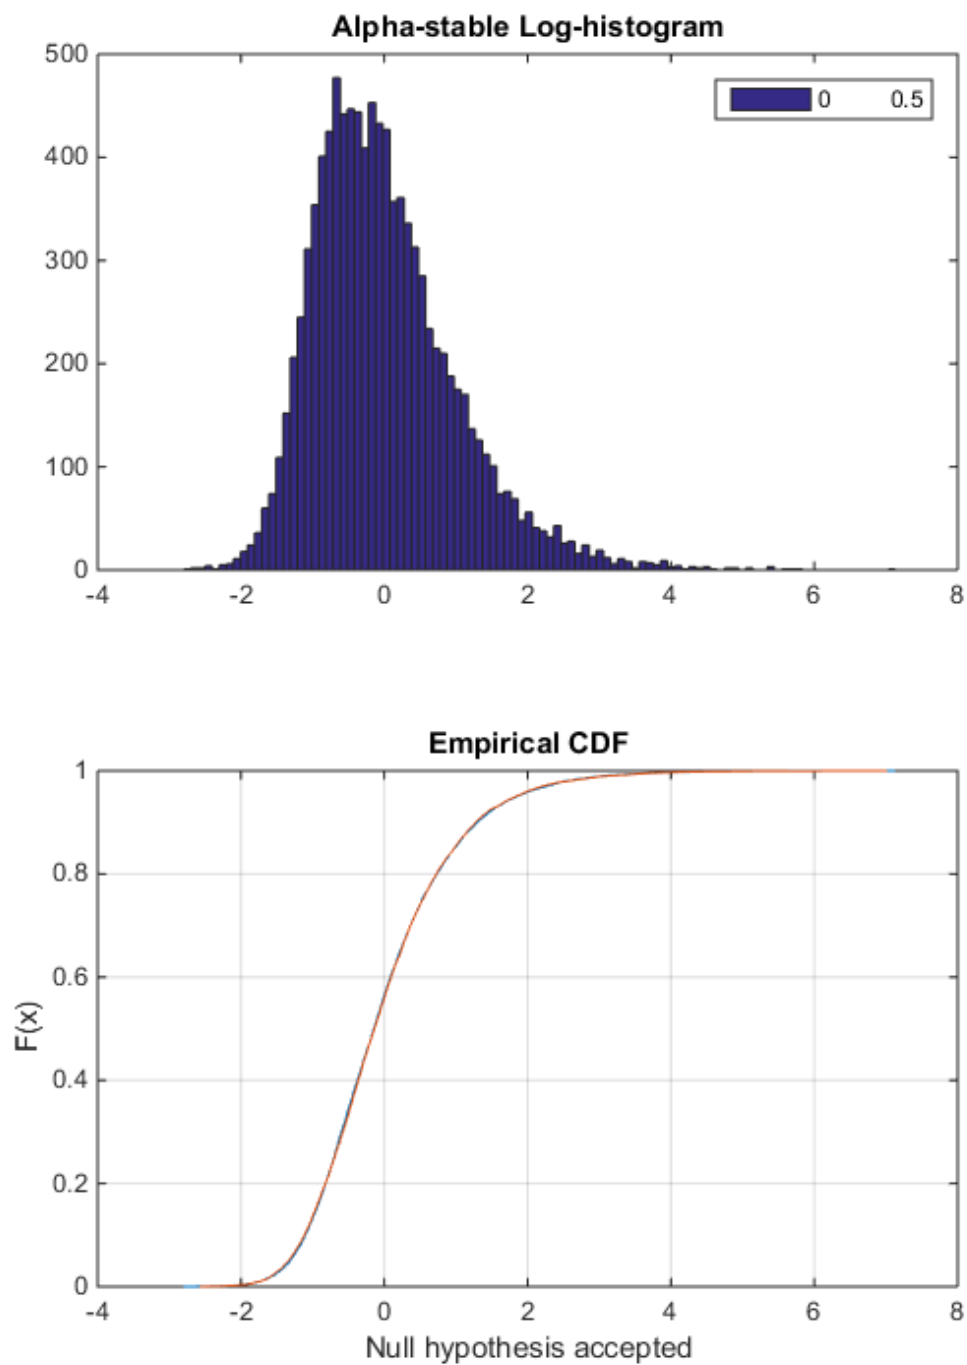 Alpha-stable Log-histogram
500
400
300
200
100
0
0 0.5
-4 -2 0 2 4 6 8
Empirical CDF
1
0.8
0.6
0.4
0.2
0
F(x)
-4 -2 0 2 4 6 8
Null hypothesis accepted